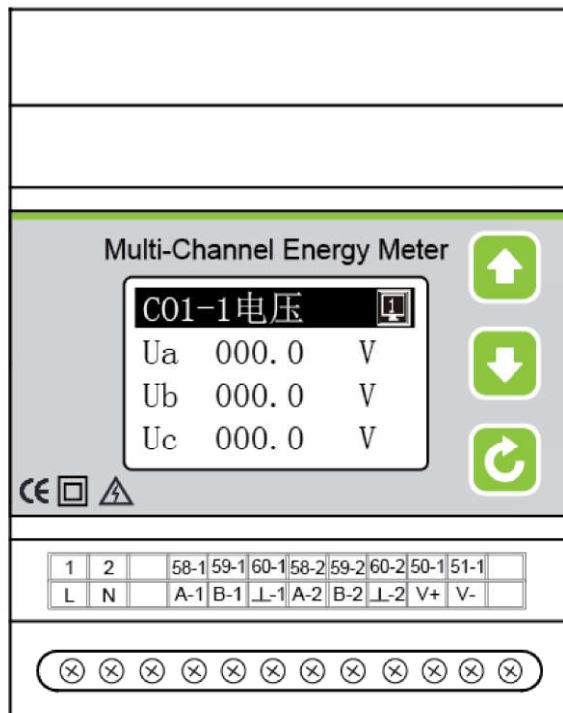 Multi-Channel Energy Meter
C01-1电压 1
Ua 000.0 V
Ub 000.0 V
Uc 000.0 V
CE
1 2 58-1 59-1 60-1 58-2 59-2 60-2 50-1 51-1
L N A-1 B-1 ⊥-1 A-2 B-2 ⊥-2 V+ V-